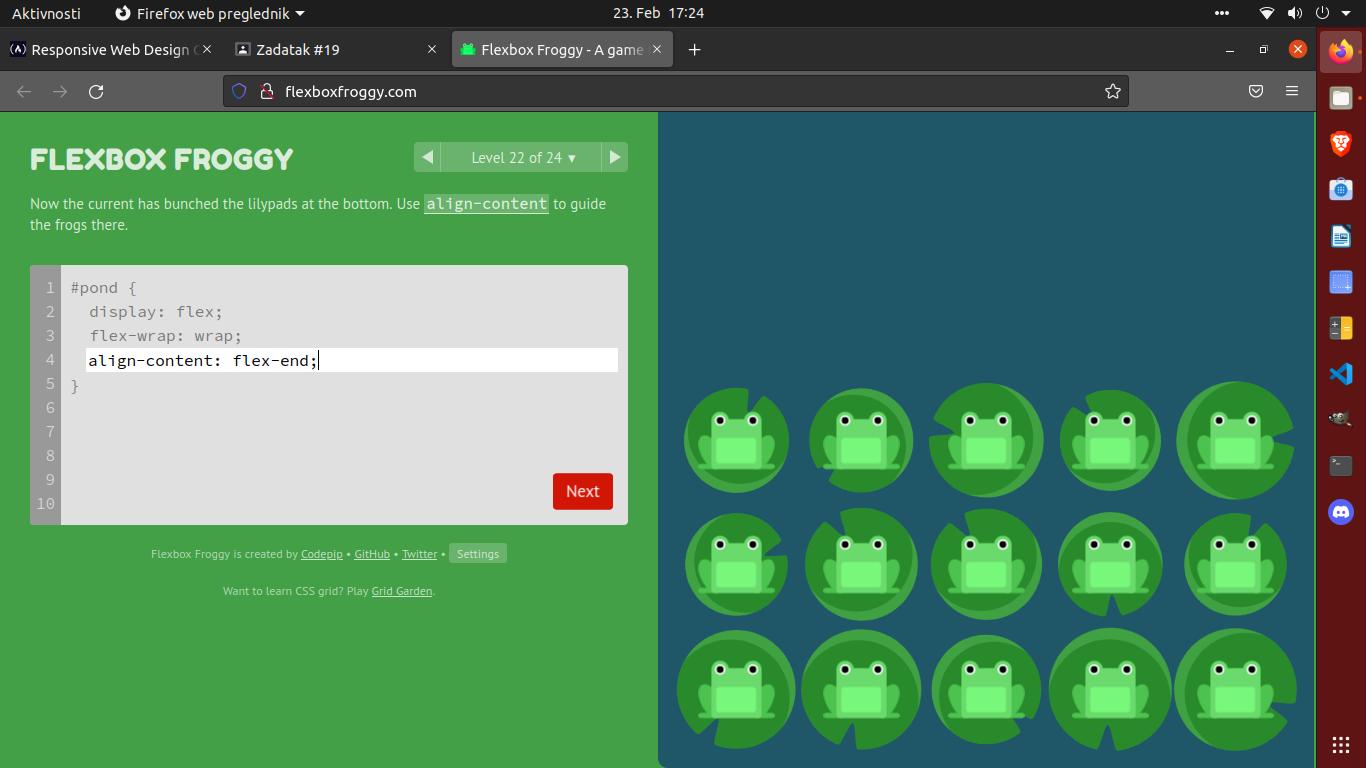 Aktivnosti Firefox web preglednik 23. Feb 17:24
Responsive Web Design Zadatak #19 Flexbox Froggy - A game
flexboxfroggy.com
FLEXBOX FROGGY
Level 22 of 24 ▾
Now the current has bunched the lilypads at the bottom. Use align-content to guide
the frogs there.
1 #pond {
2 display: flex;
3 flex-wrap: wrap;
4 align-content: flex-end;
5 }
6
7
8
9
10
Next
Flexbox Froggy is created by Codepip • GitHub • Twitter • Settings
Want to learn CSS grid? Play Grid Garden.